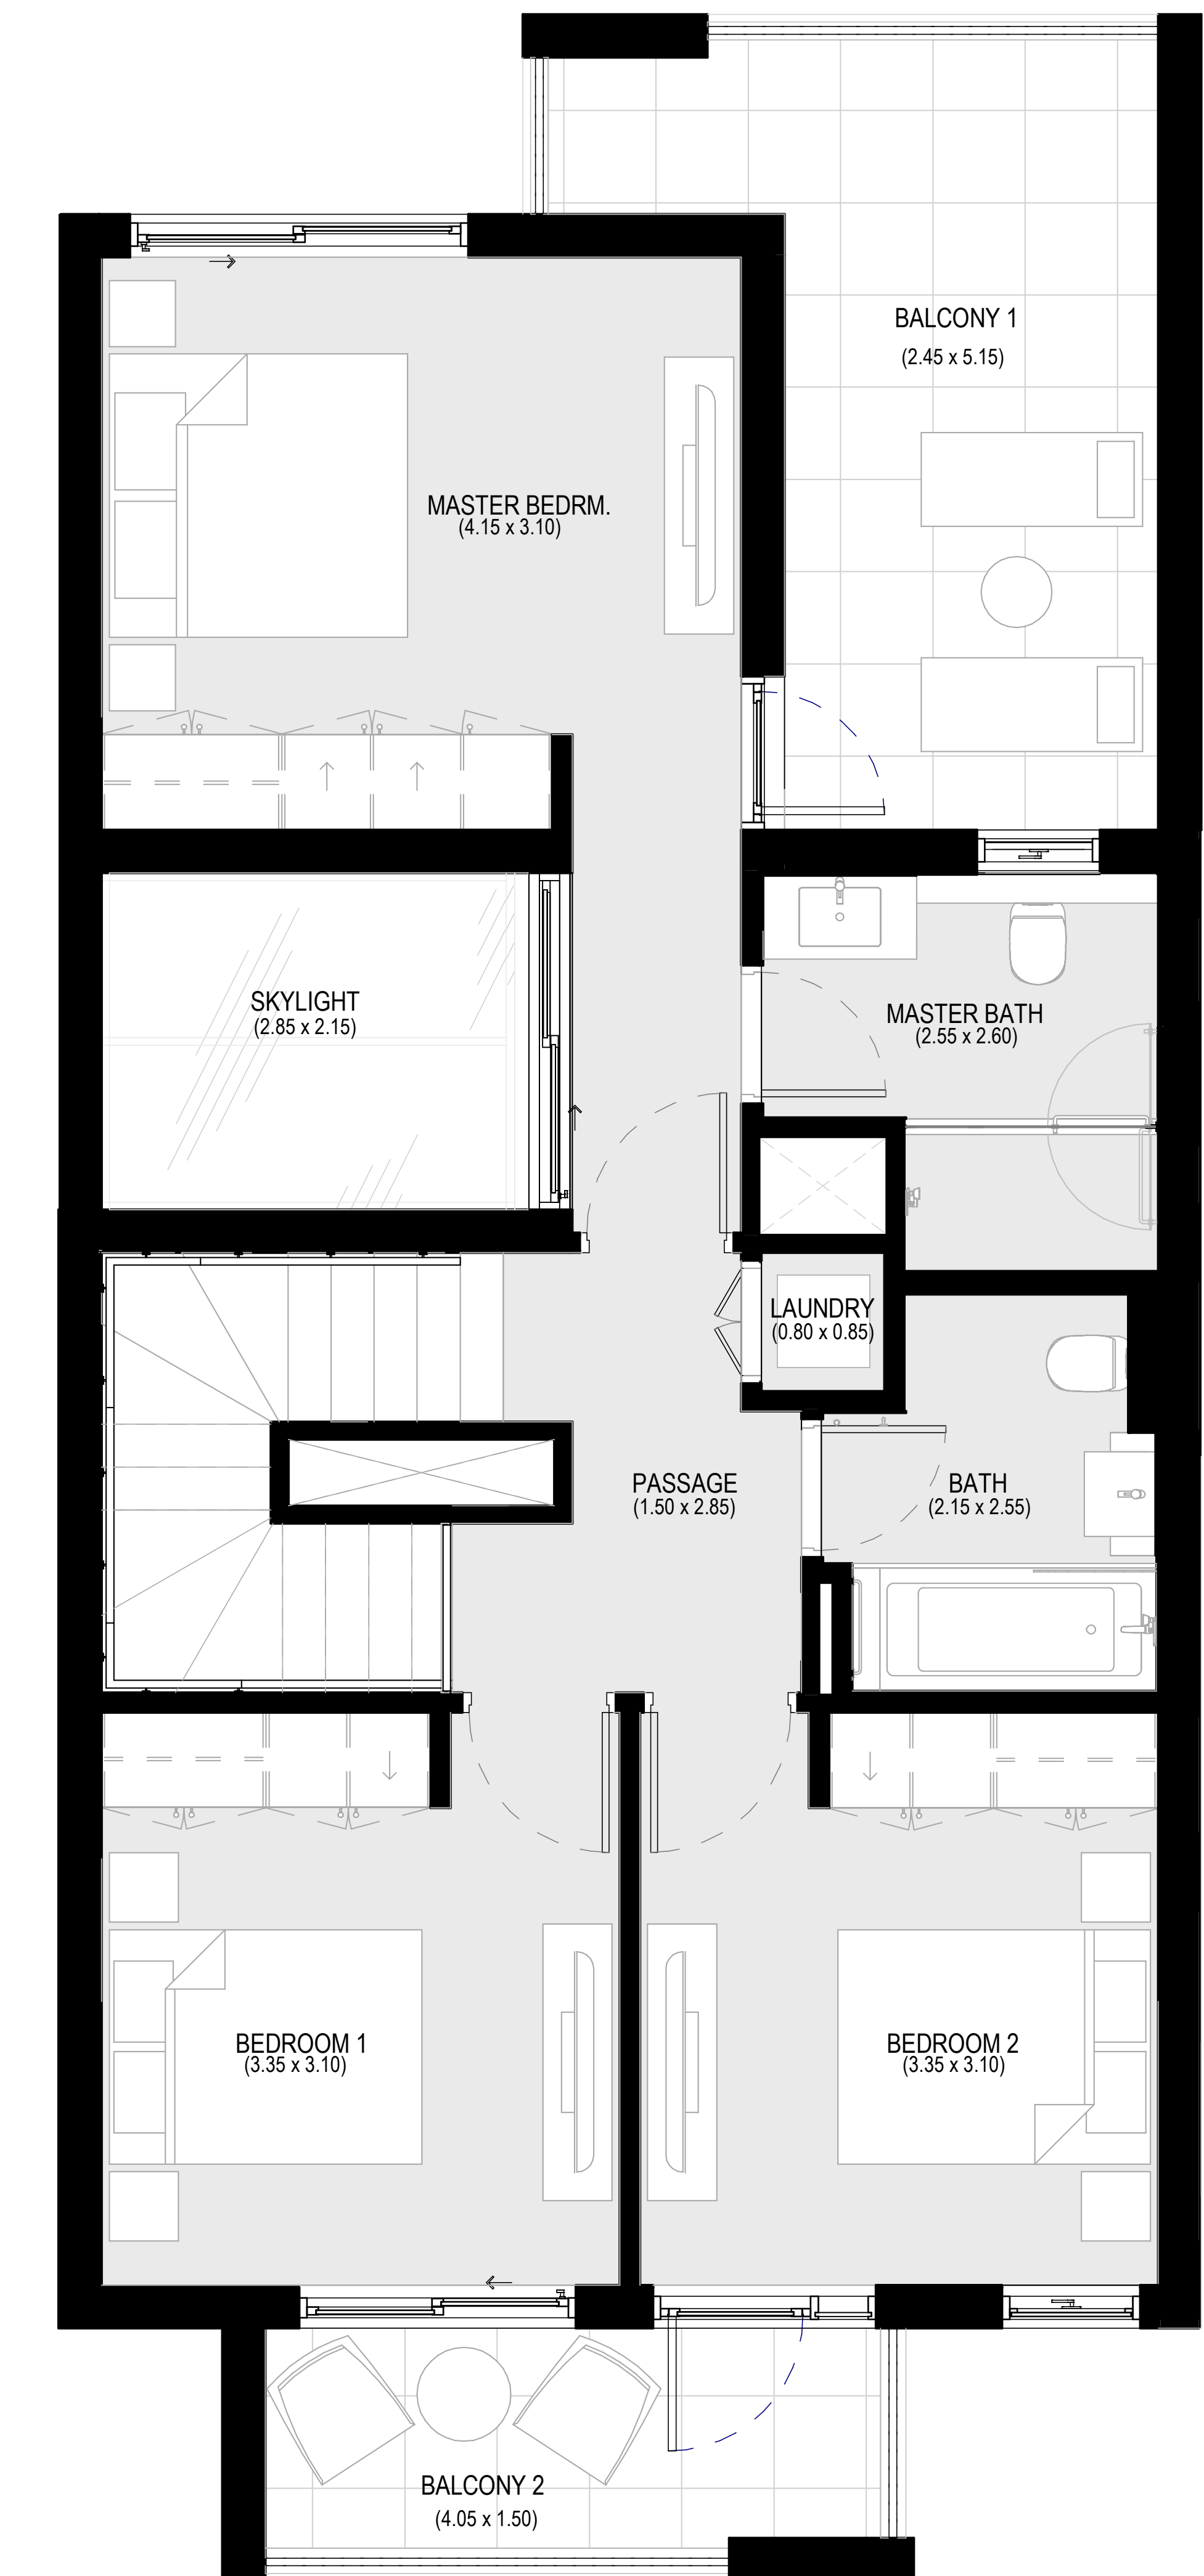 BALCONY 1
(2.45 x 5.15)
MASTER BEDRM.
(4.15 x 3.10)
SKYLIGHT
(2.85 x 2.15)
MASTER BATH
(2.55 x 2.60)
LAUNDRY
(0.80 x 0.85)
PASSAGE
(1.50 x 2.85)
BATH
(2.15 x 2.55)
BEDROOM 1
(3.35 x 3.10)
BEDROOM 2
(3.35 x 3.10)
BALCONY 2
(4.05 x 1.50)